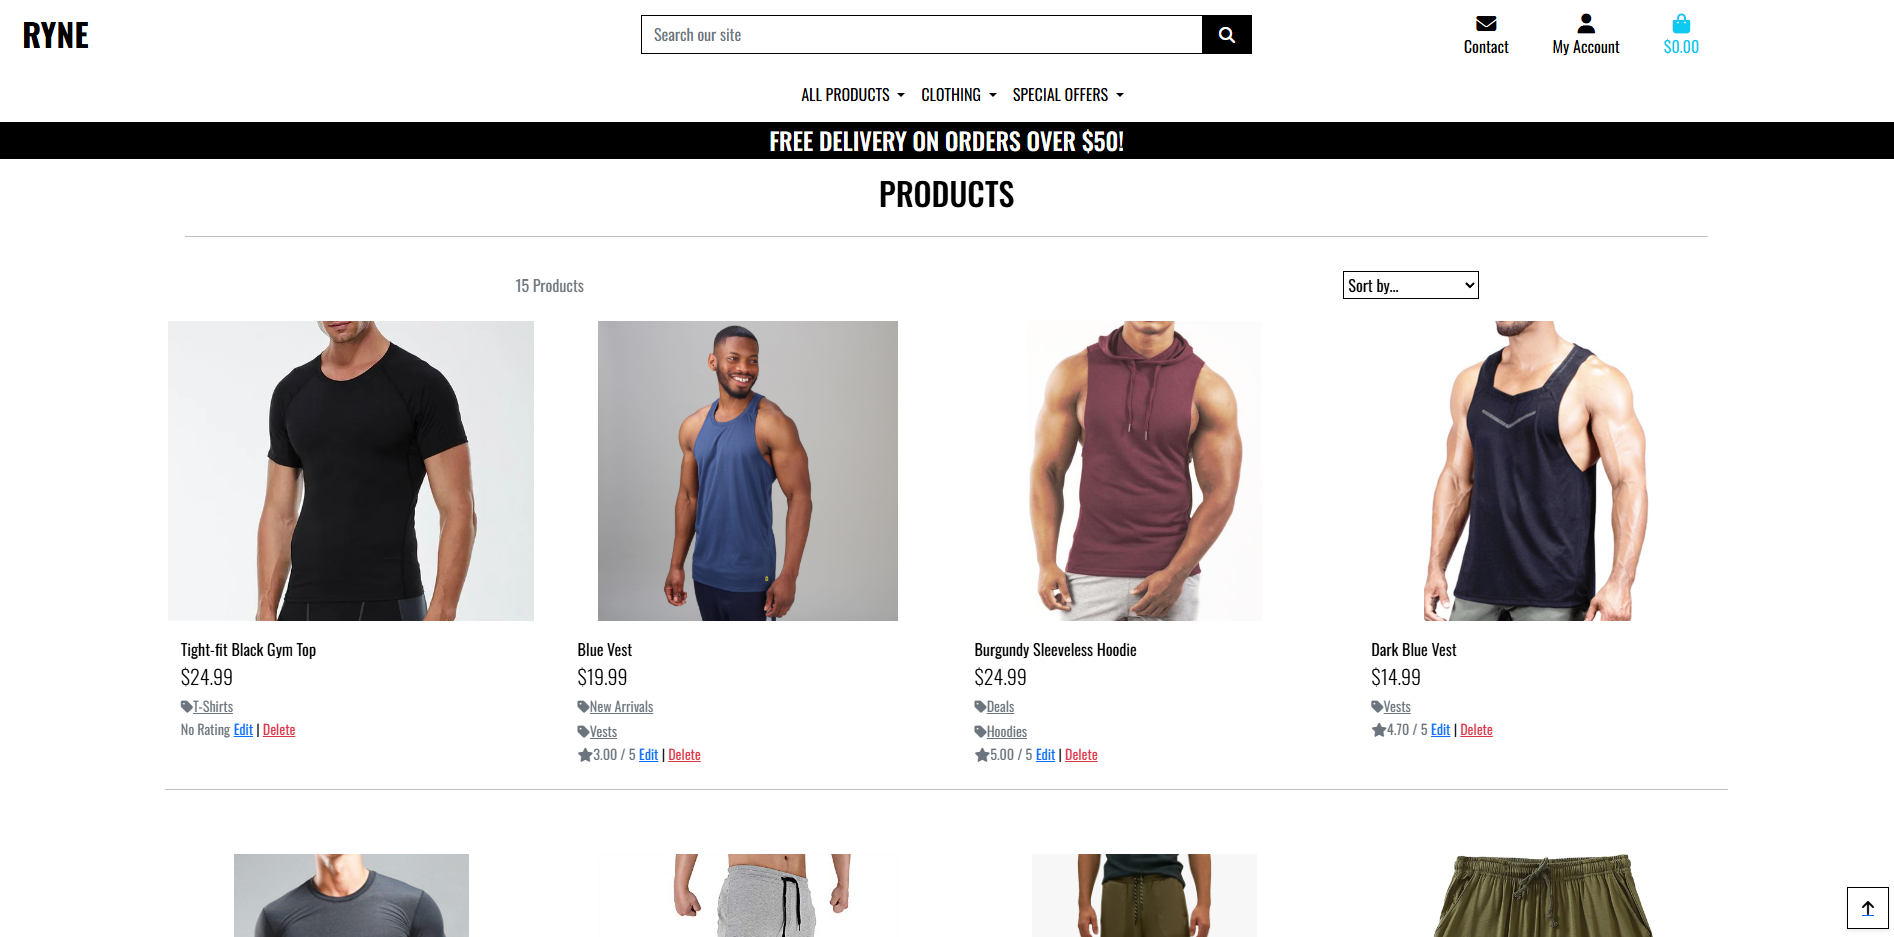 RYNE
Search our site
Contact
My Account
$0.00
ALL PRODUCTS
CLOTHING
SPECIAL OFFERS
FREE DELIVERY ON ORDERS OVER $50!
PRODUCTS
15 Products
Sort by...
Tight-fit Black Gym Top
$24.99
T-Shirts
No Rating Edit | Delete
Blue Vest
$19.99
New Arrivals
Vests
3.00 / 5 Edit | Delete
Burgundy Sleeveless Hoodie
$24.99
Deals
Hoodies
5.00 / 5 Edit | Delete
Dark Blue Vest
$14.99
Vests
4.70 / 5 Edit | Delete